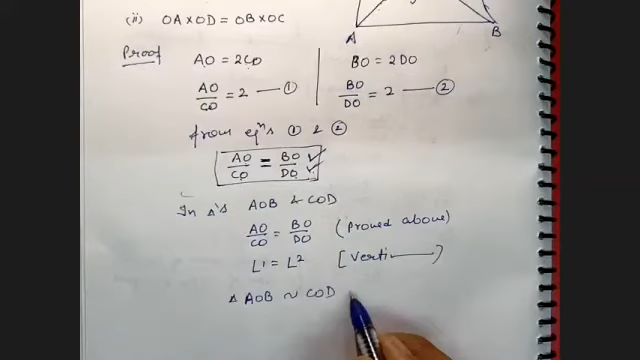 (ii) OA × OD = OB × OC
A B
Proof AO = 2CO BO = 2DO
AO/CO = 2 — ① BO/DO = 2 — ②
from eqⁿs ① & ②
AO/CO = BO/DO
In Δ's AOB & COD
AO/CO = BO/DO (Proved above)
∠1 = ∠2 [Verti——)
Δ AOB ~ COD